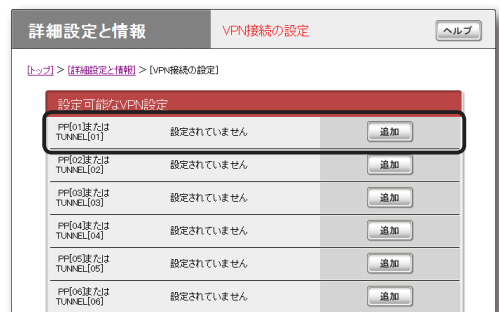 詳細設定と情報 VPN接続の設定 ヘルプ
[トップ] > [詳細設定と情報] > [VPN接続の設定]
設定可能なVPN設定
PP[01]または
TUNNEL[01] 設定されていません 追加
PP[02]または
TUNNEL[02] 設定されていません 追加
PP[03]または
TUNNEL[03] 設定されていません 追加
PP[04]または
TUNNEL[04] 設定されていません 追加
PP[05]または
TUNNEL[05] 設定されていません 追加
PP[06]または
TUNNEL[06] 設定されていません 追加